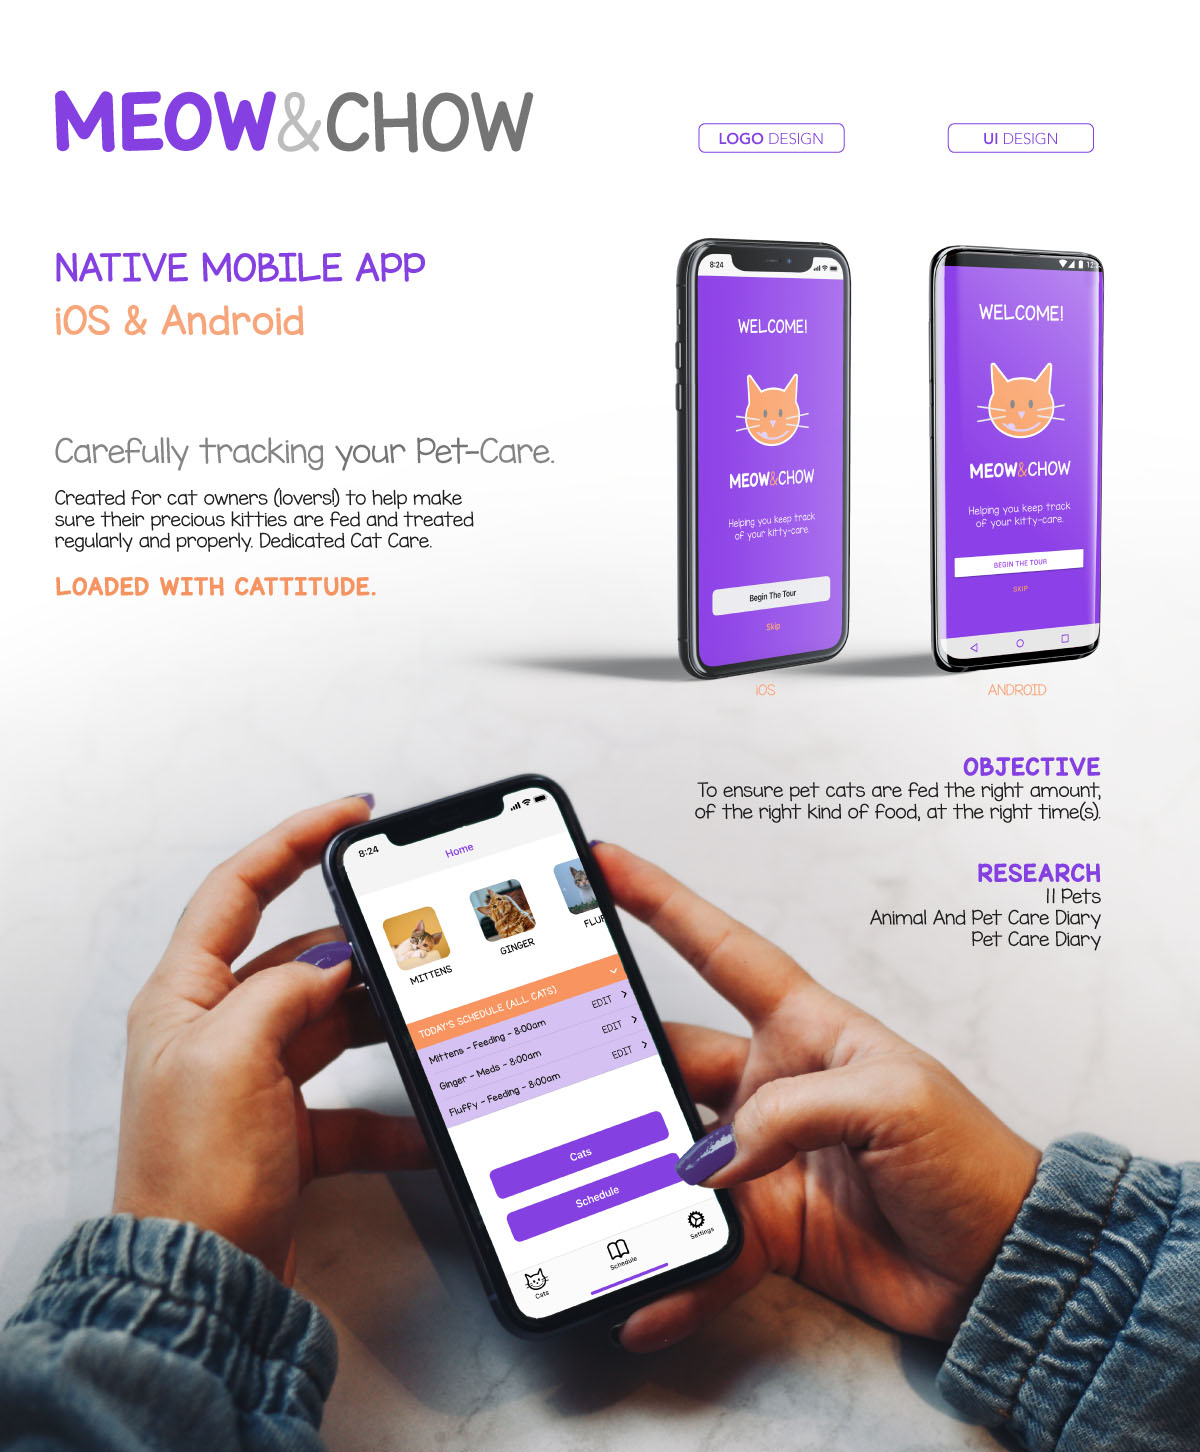 MEOW&CHOW
LOGO DESIGN
UI DESIGN
NATIVE MOBILE APP
iOS & Android
Carefully tracking your Pet-Care.
Created for cat owners (lovers!) to help make
sure their precious kitties are fed and treated
regularly and properly. Dedicated Cat Care.
LOADED WITH CATTITUDE.
8:24
WELCOME!
MEOW&CHOW
Helping you keep track
of your kitty-care.
Begin The Tour
Skip
iOS
WELCOME!
MEOW&CHOW
Helping you keep track
of your kitty-care.
BEGIN THE TOUR
SKIP
ANDROID
OBJECTIVE
To ensure pet cats are fed the right amount,
of the right kind of food, at the right time(s).
RESEARCH
11 Pets
Animal And Pet Care Diary
Pet Care Diary
8:24
Home
MITTENS
GINGER
FLUF
TODAY'S SCHEDULE (ALL CATS)
Mittens - Feeding - 8:00am EDIT
Ginger - Meds - 8:00am EDIT
Fluffy - Feeding - 8:00am EDIT
Cats
Schedule
Cats
Schedule
Settings